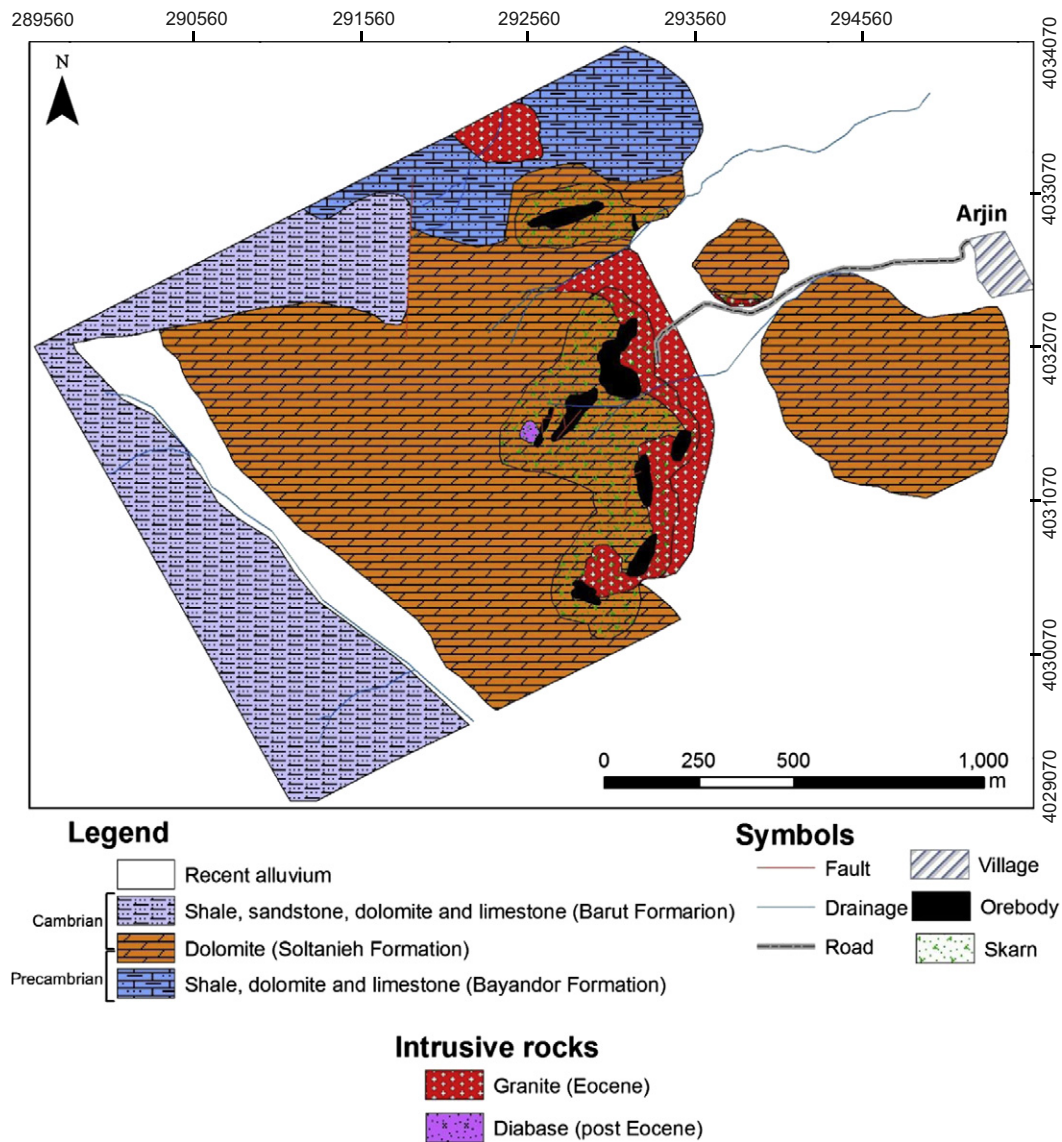 289560 290560 291560 292560 293560 294560
4034070
N
4033070
Arjin
4032070
4031070
4030070
4029070
0 250 500 1,000
m
Legend
Recent alluvium
Cambrian
Shale, sandstone, dolomite and limestone (Barut Formarion)
Dolomite (Soltanieh Formation)
Precambrian
Shale, dolomite and limestone (Bayandor Formation)
Symbols
Fault Village
Drainage Orebody
Road Skarn
Intrusive rocks
Granite (Eocene)
Diabase (post Eocene)